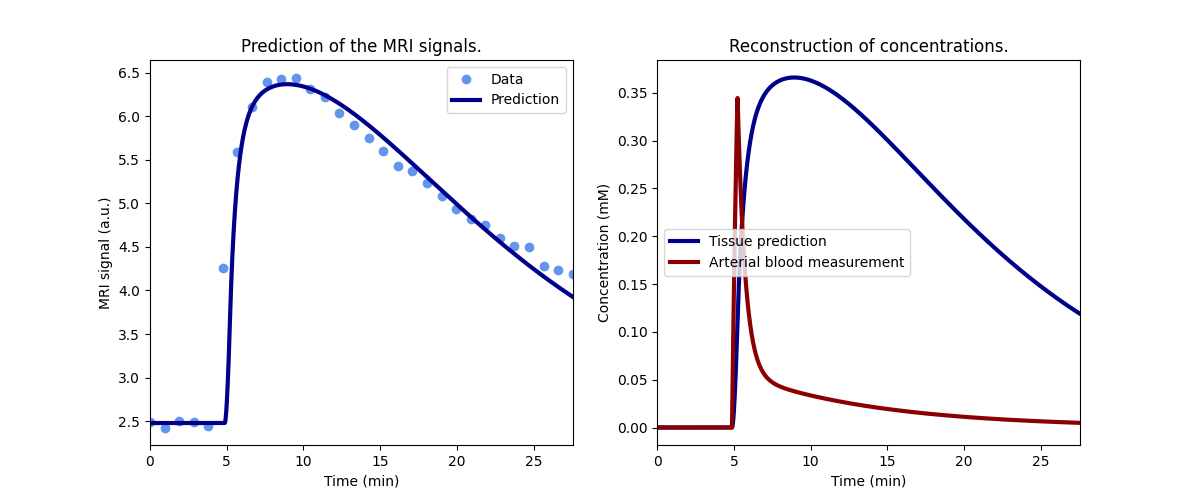 Prediction of the MRI signals.
MRI signal (a.u.)
6.5
6.0
5.5
5.0
4.5
4.0
3.5
3.0
2.5
Data
Prediction
0
5
10
15
20
25
Time (min)
Reconstruction of concentrations.
Concentration (mM)
0.35
0.30
0.25
0.20
0.15
0.10
0.05
0.00
Tissue prediction
Arterial blood measurement
0
5
10
15
20
25
Time (min)